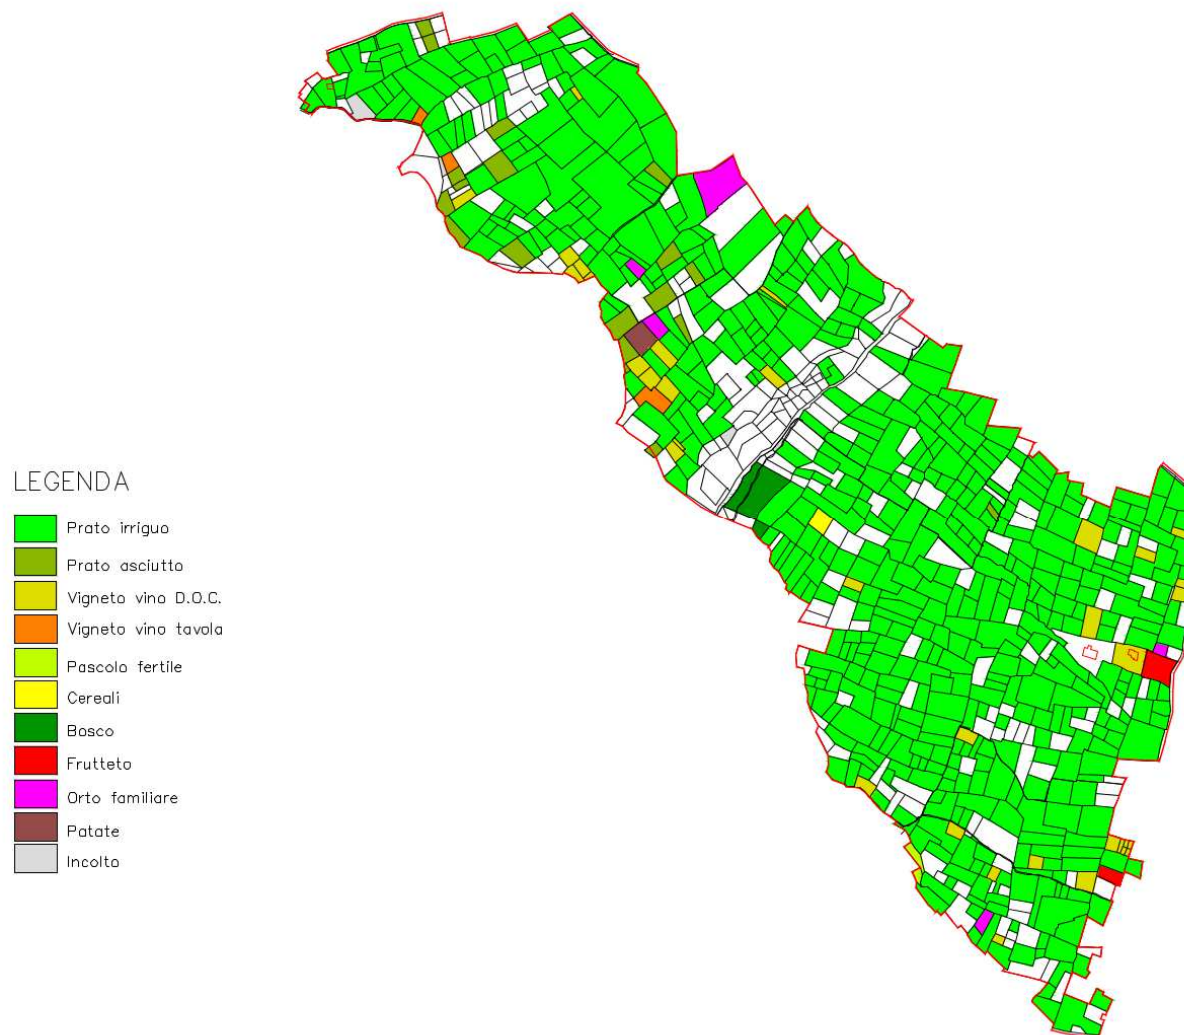 LEGENDA
Prato irriguo
Prato asciutto
Vigneto vino D.O.C.
Vigneto vino tavola
Pascolo fertile
Cereali
Bosco
Frutteto
Orto familiare
Patate
Incolto